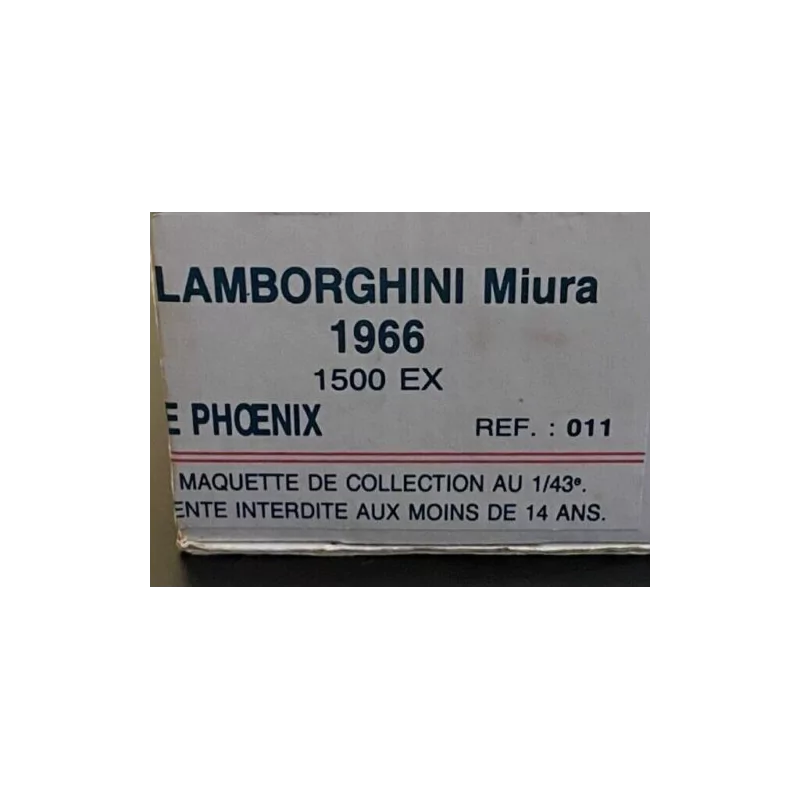 LAMBORGHINI Miura
1966
1500 EX
E PHŒNIX REF. : 011
MAQUETTE DE COLLECTION AU 1/43e.
ENTE INTERDITE AUX MOINS DE 14 ANS.